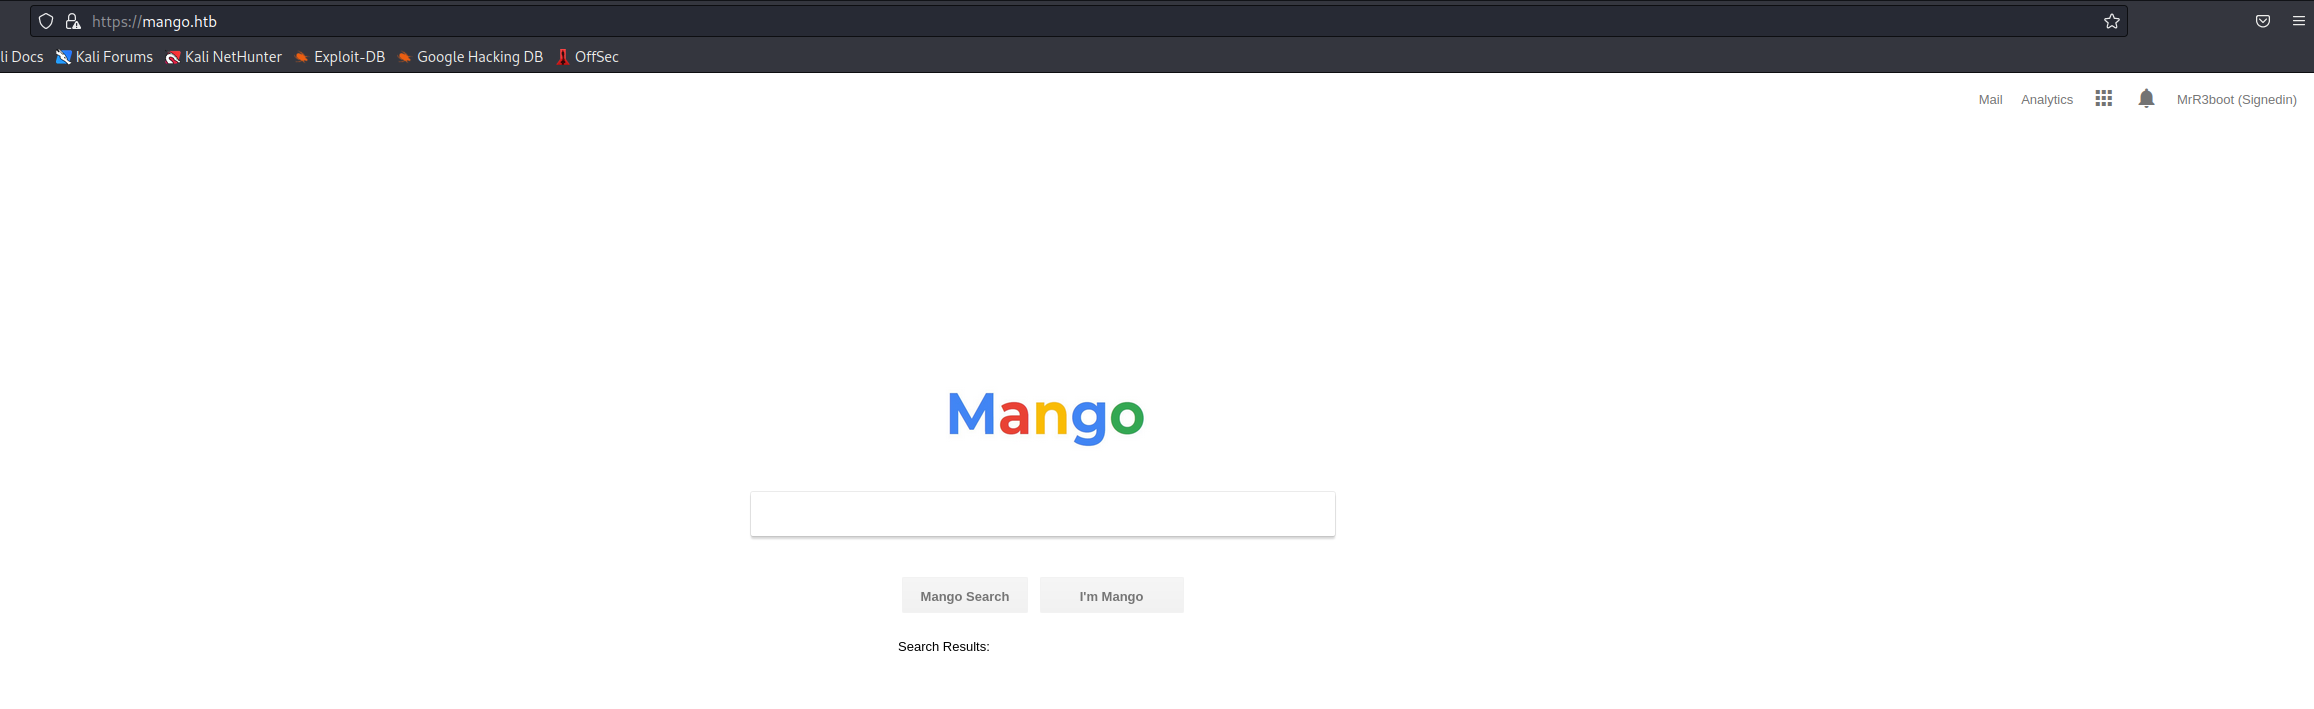 https://mango.htb
li Docs Kali Forums Kali NetHunter Exploit-DB Google Hacking DB OffSec
Mail Analytics MrR3boot (Signedin)
Mango
Mango Search I'm Mango
Search Results: